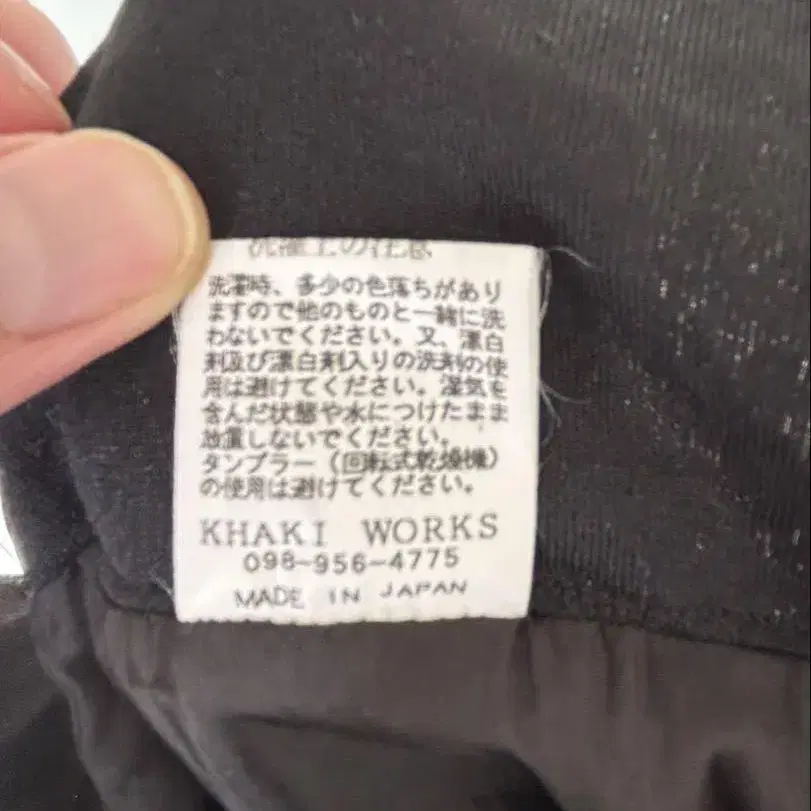 洗濯上の注意
洗濯時、多少の色落ちがあり
ますので他のものと一緒に洗
わないでください。又、漂白
剤及び漂白剤入りの洗剤の使
用は避けてください。湿気を
含んだ状態や水につけたまま
放置しないでください。
タンブラー（回転式乾燥機）
の使用は避けてください。
KHAKI WORKS
098-956-4775
MADE IN JAPAN